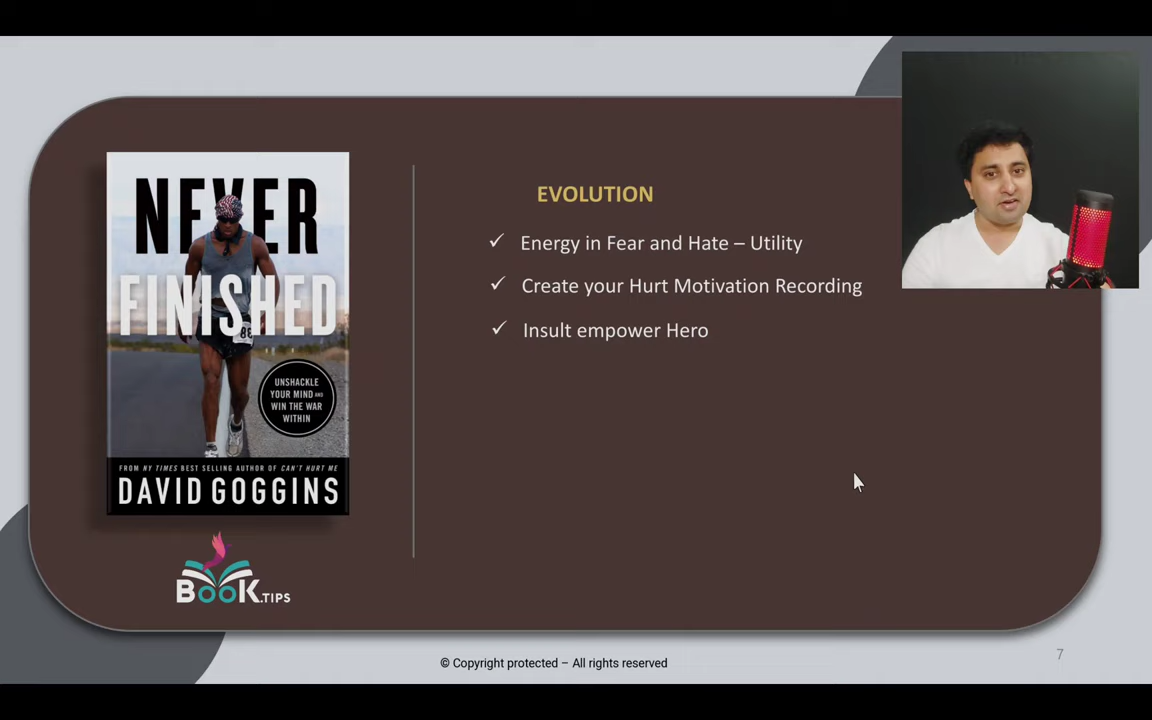 NEVER
FINISHED
UNSHACKLE
YOUR MIND AND
WIN THE WAR
WITHIN
FROM NY TIMES BEST SELLING AUTHOR OF CAN'T HURT ME
DAVID GOGGINS
BOOK.TIPS
EVOLUTION
✓ Energy in Fear and Hate – Utility
✓ Create your Hurt Motivation Recording
✓ Insult empower Hero
© Copyright protected – All rights reserved
7